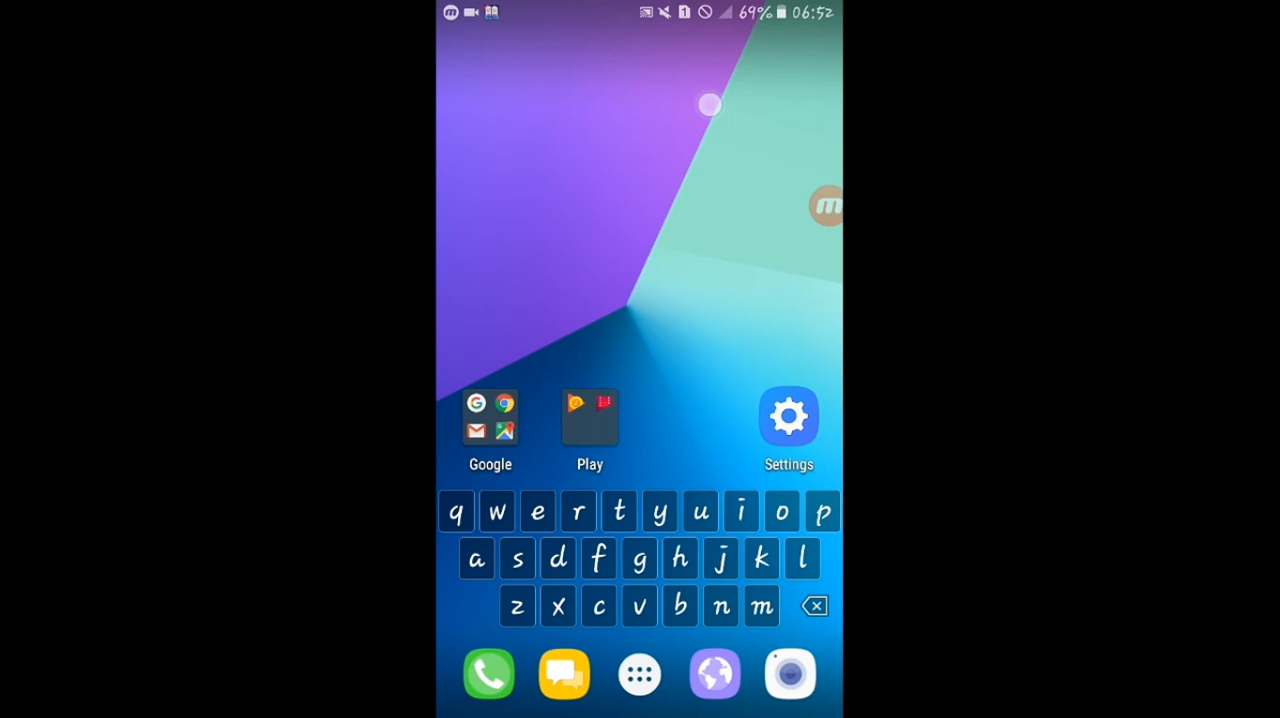 69% 06:52
Google Play Settings
q w e r t y u i o p
a s d f g h j k l
z x c v b n m